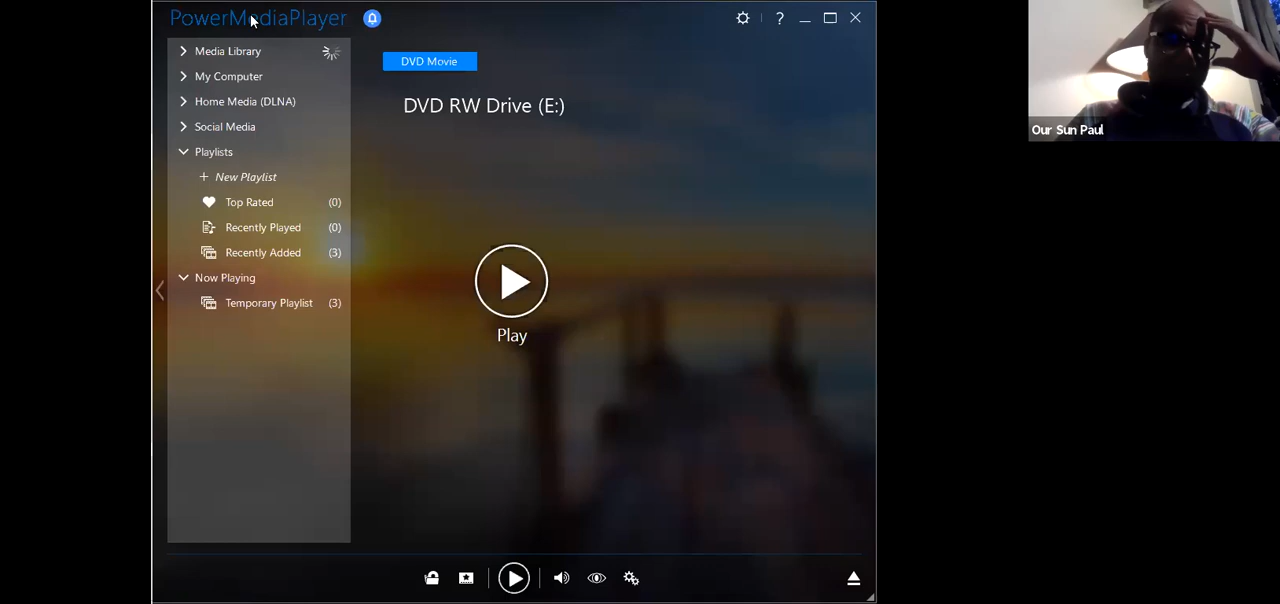 PowerMediaPlayer
?
Media Library
My Computer
Home Media (DLNA)
Social Media
Playlists
+ New Playlist
Top Rated (0)
Recently Played (0)
Recently Added (3)
Now Playing
Temporary Playlist (3)
DVD Movie
DVD RW Drive (E:)
Play
Our Sun Paul